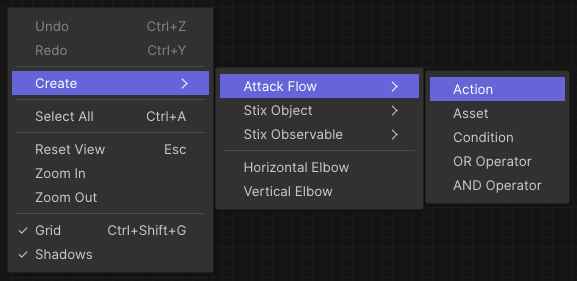 Undo Ctrl+Z
Redo Ctrl+Y
Create
Select All Ctrl+A
Reset View Esc
Zoom In
Zoom Out
Grid Ctrl+Shift+G
Shadows
Attack Flow
Stix Object
Stix Observable
Horizontal Elbow
Vertical Elbow
Action
Asset
Condition
OR Operator
AND Operator